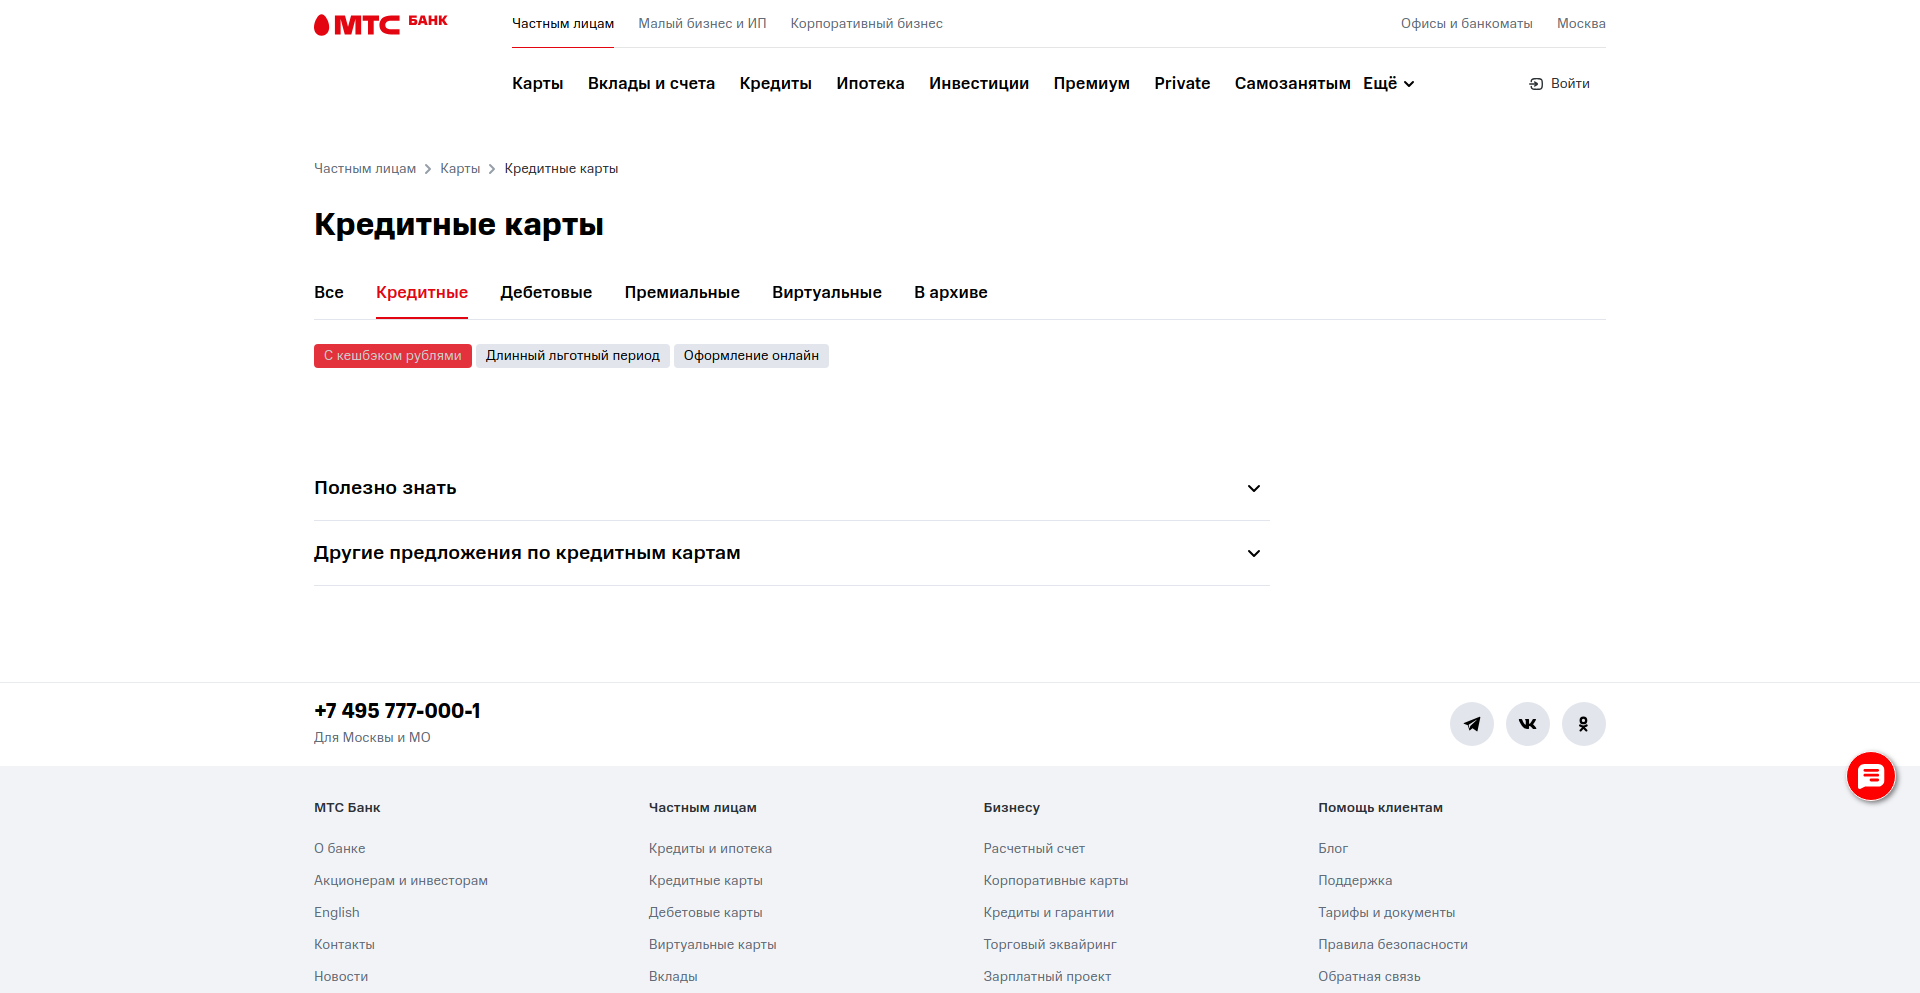 МТС БАНК
Частным лицам Малый бизнес и ИП Корпоративный бизнес Офисы и банкоматы Москва
Карты Вклады и счета Кредиты Ипотека Инвестиции Премиум Private Самозанятым Ещё Войти
Частным лицам Карты Кредитные карты
Кредитные карты
Все Кредитные Дебетовые Премиальные Виртуальные В архиве
С кешбэком рублями Длинный льготный период Оформление онлайн
Полезно знать
Другие предложения по кредитным картам
+7 495 777-000-1
Для Москвы и МО
МТС Банк Частным лицам Бизнесу Помощь клиентам
О банке Кредиты и ипотека Расчетный счет Блог
Акционерам и инвесторам Кредитные карты Корпоративные карты Поддержка
English Дебетовые карты Кредиты и гарантии Тарифы и документы
Контакты Виртуальные карты Торговый эквайринг Правила безопасности
Новости Вклады Зарплатный проект Обратная связь